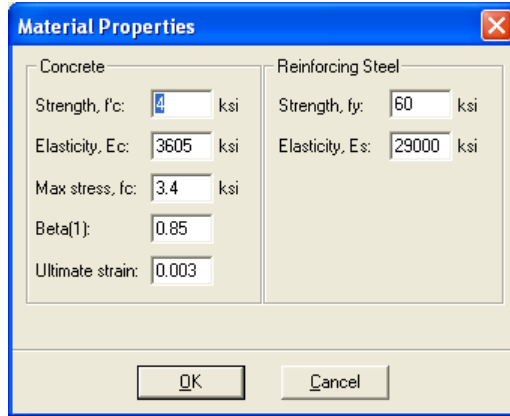 Material Properties
Concrete
Strength, f'c: 4 ksi
Elasticity, Ec: 3605 ksi
Max stress, fc: 3.4 ksi
Beta(1): 0.85
Ultimate strain: 0.003
Reinforcing Steel
Strength, fy: 60 ksi
Elasticity, Es: 29000 ksi
OK Cancel